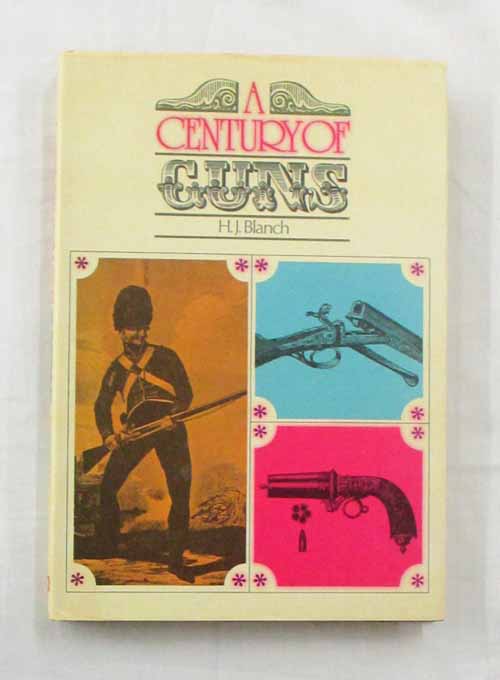 A
CENTURY OF
GUNS
H.J. Blanch